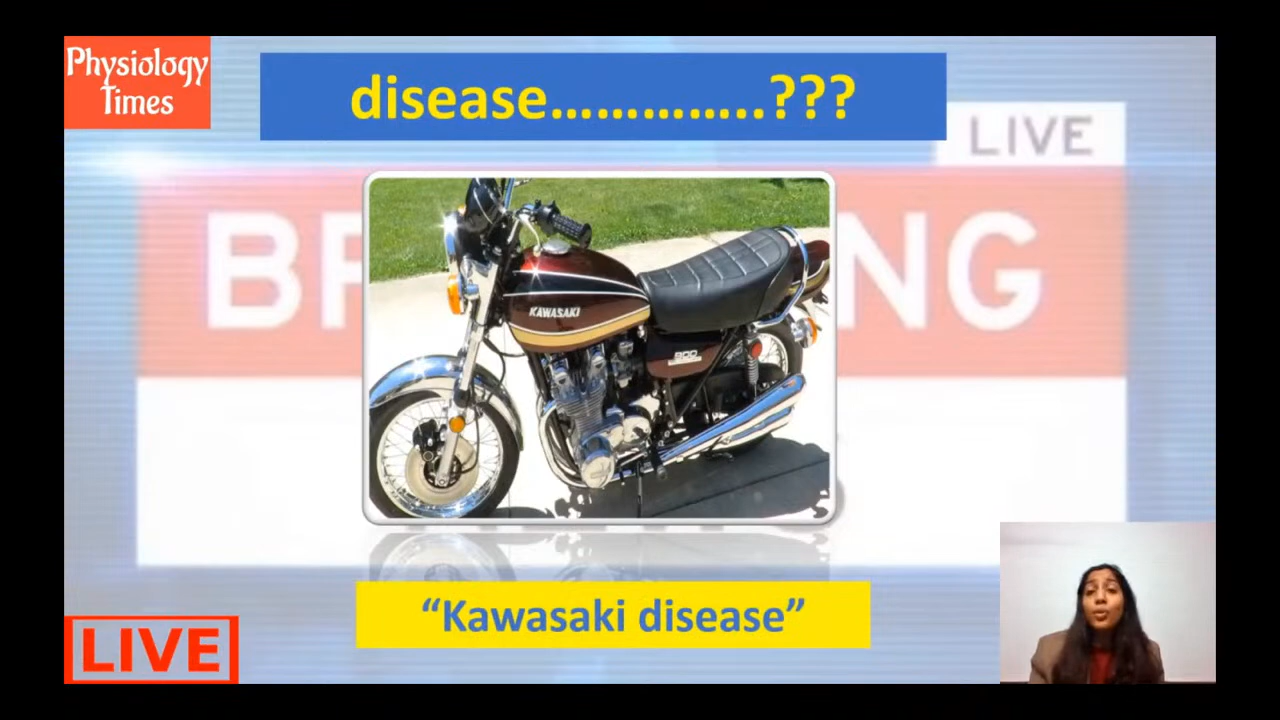 Physiology
Times
disease…………..???
LIVE
BR
NG
KAWASAKI
900
“Kawasaki disease”
LIVE